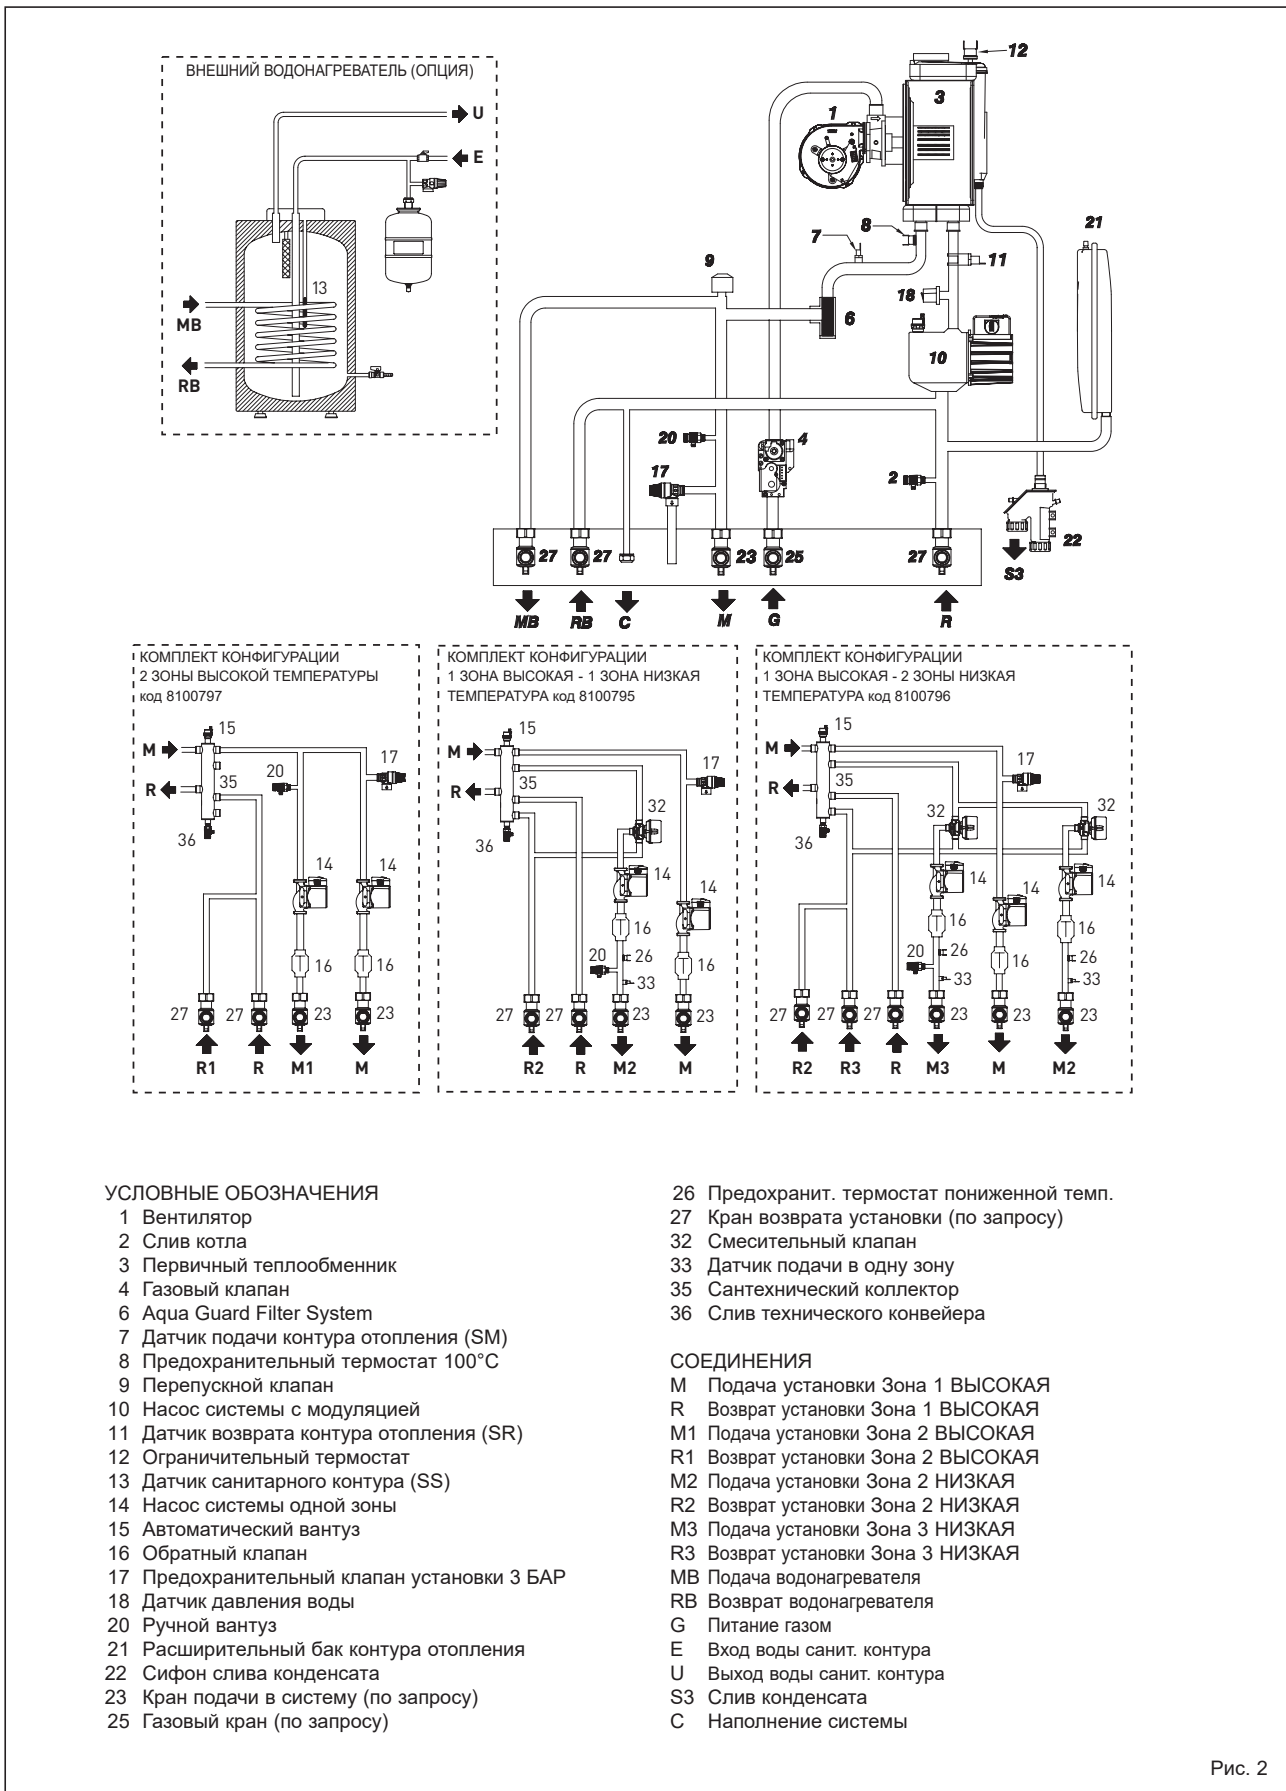 ВНЕШНИЙ ВОДОНАГРЕВАТЕЛЬ (ОПЦИЯ)
U
E
13
MB
RB
12
3
1
21
8
7
9
11
18
6
10
20
4
17
2
22
S3
27
27
23
25
27
MB
RB
C
M
G
R
КОМПЛЕКТ КОНФИГУРАЦИИ
2 ЗОНЫ ВЫСОКОЙ ТЕМПЕРАТУРЫ
код 8100797
15
M
17
20
R
35
36
14
14
16
16
27
27
23
23
R1
R
M1
M
КОМПЛЕКТ КОНФИГУРАЦИИ
1 ЗОНА ВЫСОКАЯ - 1 ЗОНА НИЗКАЯ
ТЕМПЕРАТУРА код 8100795
15
M
17
35
R
32
36
14
14
16
20
26
16
33
27
27
23
23
R2
R
M2
M
КОМПЛЕКТ КОНФИГУРАЦИИ
1 ЗОНА ВЫСОКАЯ - 2 ЗОНЫ НИЗКАЯ
ТЕМПЕРАТУРА код 8100796
15
M
17
35
R
32
32
36
14
14
14
16
16
20
26
16
26
33
33
27
27
27
23
23
23
R2
R3
R
M3
M
M2
УСЛОВНЫЕ ОБОЗНАЧЕНИЯ
1 Вентилятор
2 Слив котла
3 Первичный теплообменник
4 Газовый клапан
6 Aqua Guard Filter System
7 Датчик подачи контура отопления (SM)
8 Предохранительный термостат 100°C
9 Перепускной клапан
10 Насос системы с модуляцией
11 Датчик возврата контура отопления (SR)
12 Ограничительный термостат
13 Датчик санитарного контура (SS)
14 Насос системы одной зоны
15 Автоматический вантуз
16 Обратный клапан
17 Предохранительный клапан установки 3 БАР
18 Датчик давления воды
20 Ручной вантуз
21 Расширительный бак контура отопления
22 Сифон слива конденсата
23 Кран подачи в систему (по запросу)
25 Газовый кран (по запросу)
26 Предохранит. термостат пониженной темп.
27 Кран возврата установки (по запросу)
32 Смесительный клапан
33 Датчик подачи в одну зону
35 Сантехнический коллектор
36 Слив технического конвейера
СОЕДИНЕНИЯ
M Подача установки Зона 1 ВЫСОКАЯ
R Возврат установки Зона 1 ВЫСОКАЯ
M1 Подача установки Зона 2 ВЫСОКАЯ
R1 Возврат установки Зона 2 ВЫСОКАЯ
M2 Подача установки Зона 2 НИЗКАЯ
R2 Возврат установки Зона 2 НИЗКАЯ
M3 Подача установки Зона 3 НИЗКАЯ
R3 Возврат установки Зона 3 НИЗКАЯ
MB Подача водонагревателя
RB Возврат водонагревателя
G Питание газом
E Вход воды санит. контура
U Выход воды санит. контура
S3 Слив конденсата
C Наполнение системы
Рис. 2